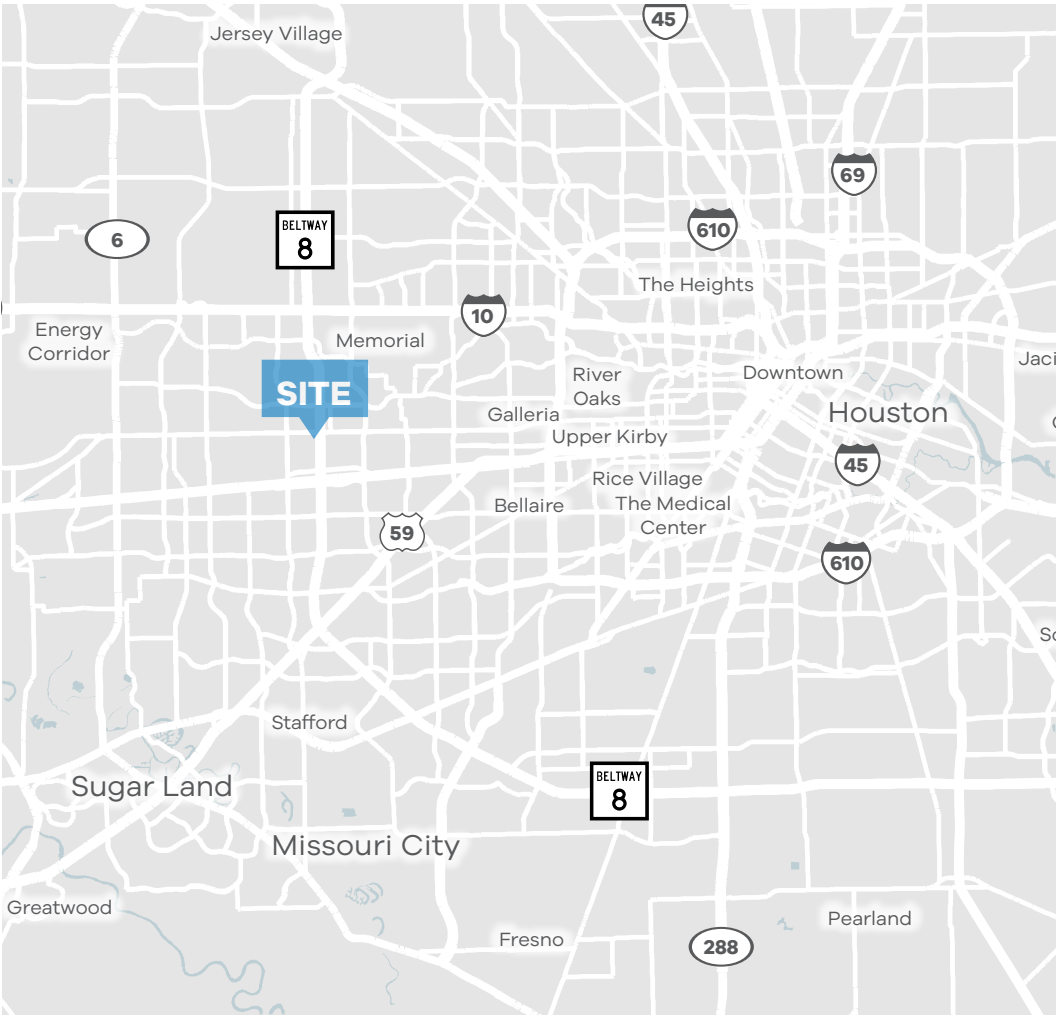 45
Jersey Village
69
610
6
BELTWAY
8
The Heights
10
Energy
Corridor
Memorial
Jaci
River
Oaks
Downtown
SITE
Galleria
Houston
Upper Kirby
45
Rice Village
Bellaire
The Medical
Center
59
610
So
Stafford
Sugar Land
BELTWAY
8
Missouri City
Greatwood
Pearland
Fresno
288